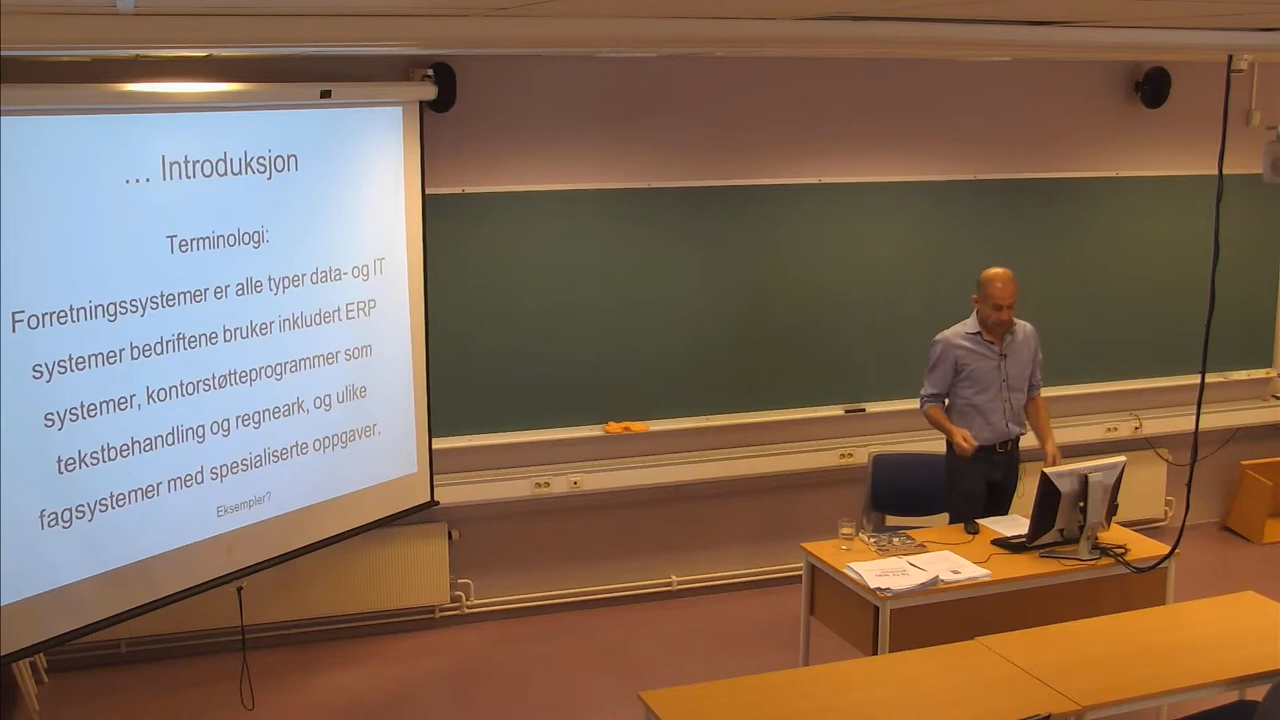 ... Introduksjon
Terminologi:
Forretningssystemer er alle typer data- og IT
systemer bedriftene bruker inkludert ERP
systemer, kontorstøtteprogrammer som
tekstbehandling og regneark, og ulike
fagsystemer med spesialiserte oppgaver.
Eksempler?